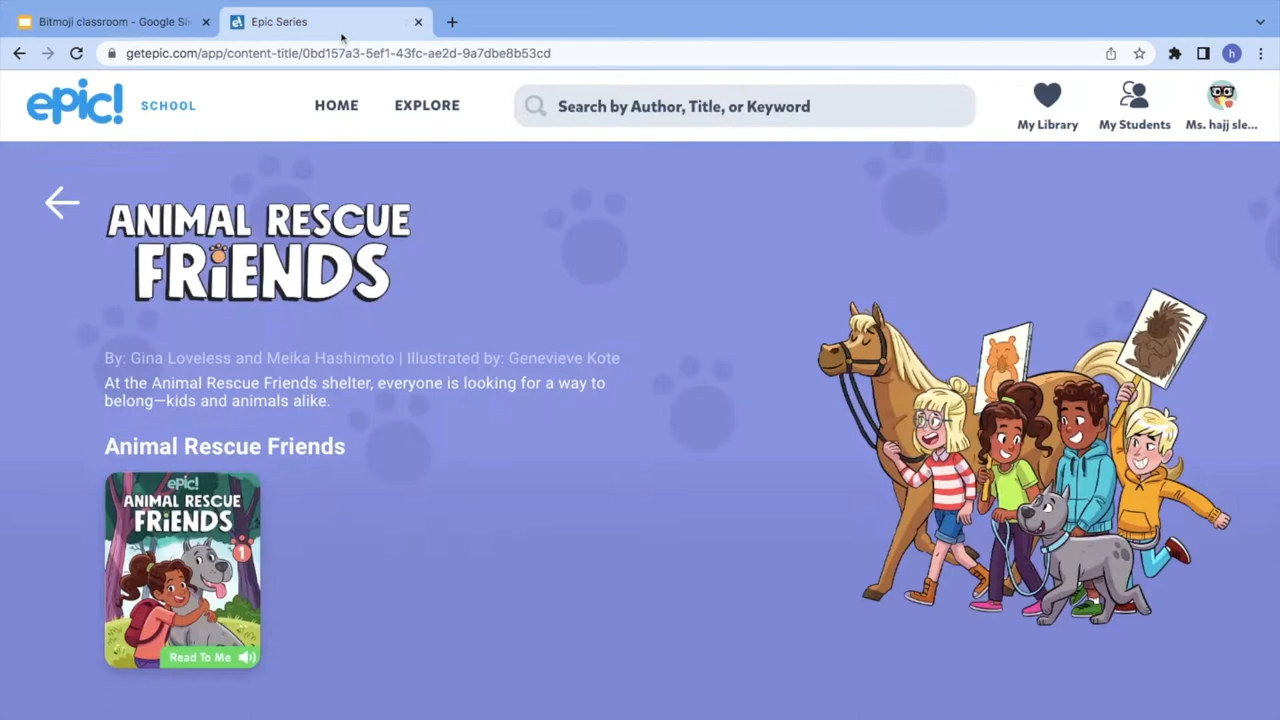 Bitmoji classroom - Google Sli
Epic Series
getepic.com/app/content-title/0bd157a3-5ef1-43fc-ae2d-9a7dbe8b53cd
h
epic! SCHOOL
HOME
EXPLORE
Search by Author, Title, or Keyword
My Library
My Students
Ms. hajj sle...
ANIMAL RESCUE
FRiENDS
By: Gina Loveless and Meika Hashimoto | Illustrated by: Genevieve Kote
At the Animal Rescue Friends shelter, everyone is looking for a way to
belong—kids and animals alike.
Animal Rescue Friends
epic!
ANIMAL RESCUE
FRiENDS
1
Read To Me